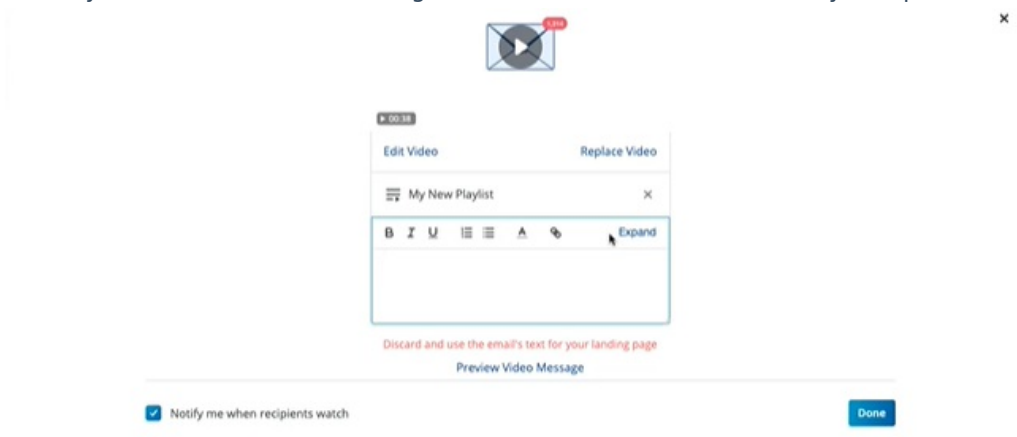 00:38
Edit Video Replace Video
My New Playlist
B I U A Expand
Discard and use the email's text for your landing page
Preview Video Message
Notify me when recipients watch Done